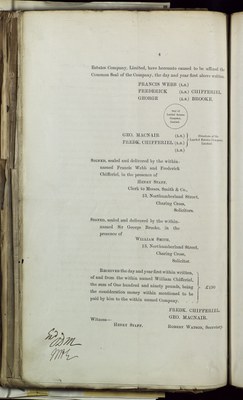 4
Estates Company, Limited, have hereunto caused to be affixed the
Common Seal of the Company, the day and year first above written.
FRANCIS WEBB (L.S.)
FREDERICK (L.S.) CHIFFERIEL
GEORGE (L.S.) BROOKE.
GEO. MACNAIR (L.S.)
FREDK. CHIFFERIEL (L.S.)
(L.S.)
Signed, sealed and delivered by the within-
named Francis Webb and Frederick
Chifferiel in the presence of
Henry Stapy,
Clerk to Messrs. Smith & Co.,
13, Northumberland Street,
Charing Cross,
Solicitors.
Signed, sealed and delivered by the within-
named Sir George Brooke, in the
presence of
William Smith,
13, Northumberland Street,
Charing Cross,
Solicitor.
Received the day and year first within written,
of and from the within named William Chifferiel,
the sum of One hundred and ninety pounds, being
the consideration money within mentioned to be
paid by him to the within named Company.
£190
FREDK. CHIFFERIEL.
GEO. MACNAIR.
Witness—
Robert Watson, Secretary